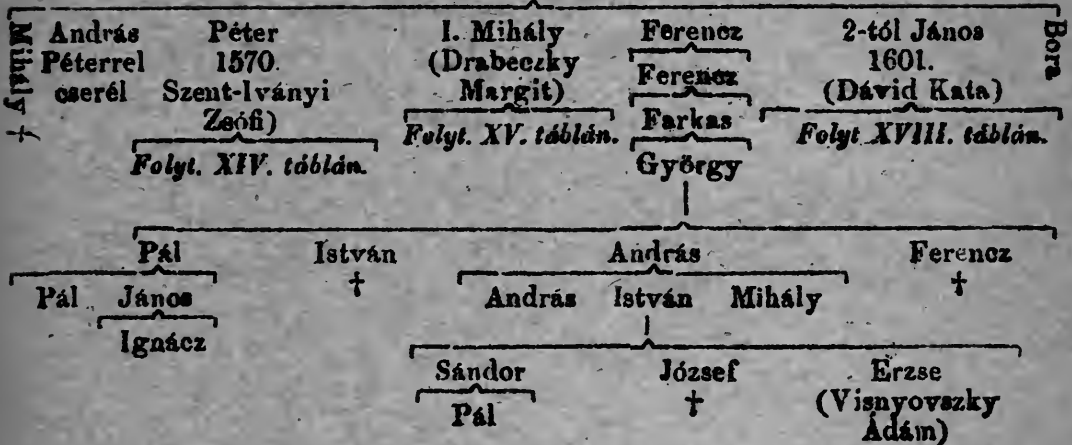 Mihály †
András
Péterrel
cserél
Péter
1570.
Szent-Iványi
Zsófi)
Folyt. XIV. táblán.
I. Mihály
(Drabeczky
Margit)
Folyt. XV. táblán.
Ferencz
Ferencz
Farkas
György
2-tól János
1601.
(Dávid Kata)
Folyt XVIII. táblán.
Bora
Pál István András Ferencz
† †
Pál János András István Mihály
Ignácz
Sándor József Erzse
Pál † (Visnyovszky
Ádám)